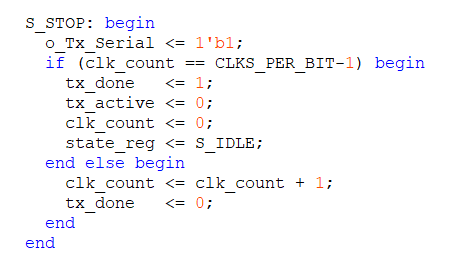 S_STOP: begin
  o_Tx_Serial <= 1'b1;
  if (clk_count == CLKS_PER_BIT-1) begin
    tx_done   <= 1;
    tx_active <= 0;
    clk_count <= 0;
    state_reg <= S_IDLE;
  end else begin
    clk_count <= clk_count + 1;
    tx_done   <= 0;
  end
end